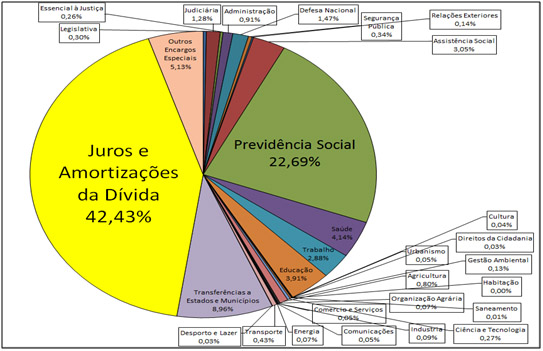 Essencial à Justiça
0,26%
Legislativa
0,30%
Judiciária
1,28%
Administração
0,91%
Defesa Nacional
1,47%
Segurança
Pública
0,34%
Relações Exteriores
0,14%
Assistência Social
3,05%
Outros
Encargos
Especiais
5,13%
Previdência Social
22,69%
Juros e
Amortizações
da Dívida
42,43%
Saúde
4,14%
Trabalho
2,88%
Educação
3,91%
Transferências a
Estados e Municípios
8,96%
Cultura
0,04%
Direitos da Cidadania
0,03%
Urbanismo
0,05%
Gestão Ambiental
0,13%
Agricultura
0,80%
Habitação
0,00%
Organização Agrária
0,07%
Saneamento
0,01%
Comércio e Serviços
0,05%
Ciência e Tecnologia
0,27%
Indústria
0,09%
Comunicações
0,05%
Energia
0,07%
Transporte
0,43%
Desporto e Lazer
0,03%